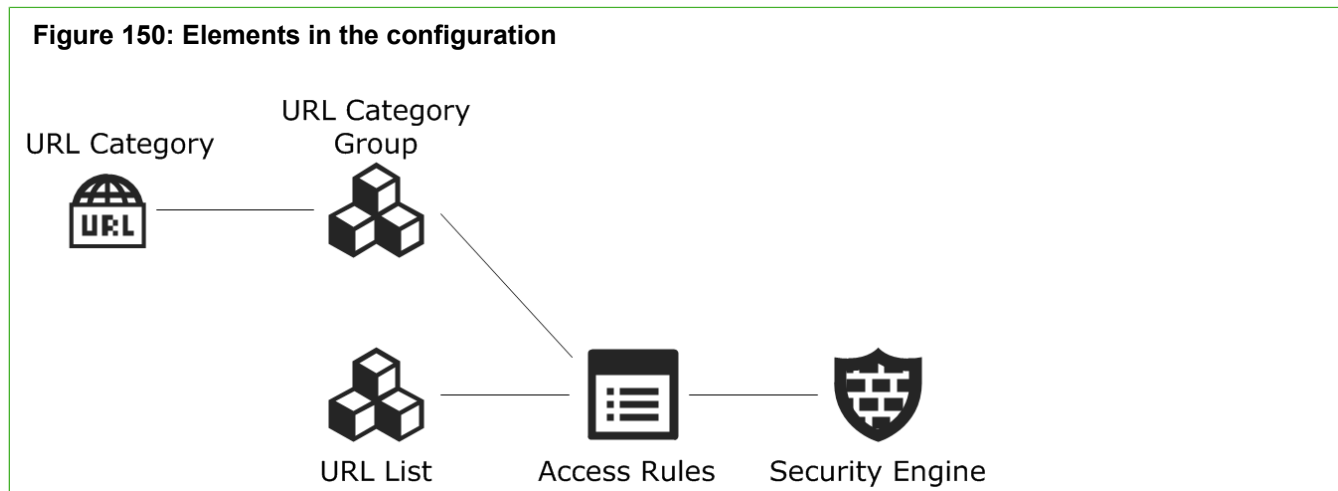 Figure 150: Elements in the configuration
URL Category
URL Category
Group
URL
URL List
Access Rules
Security Engine